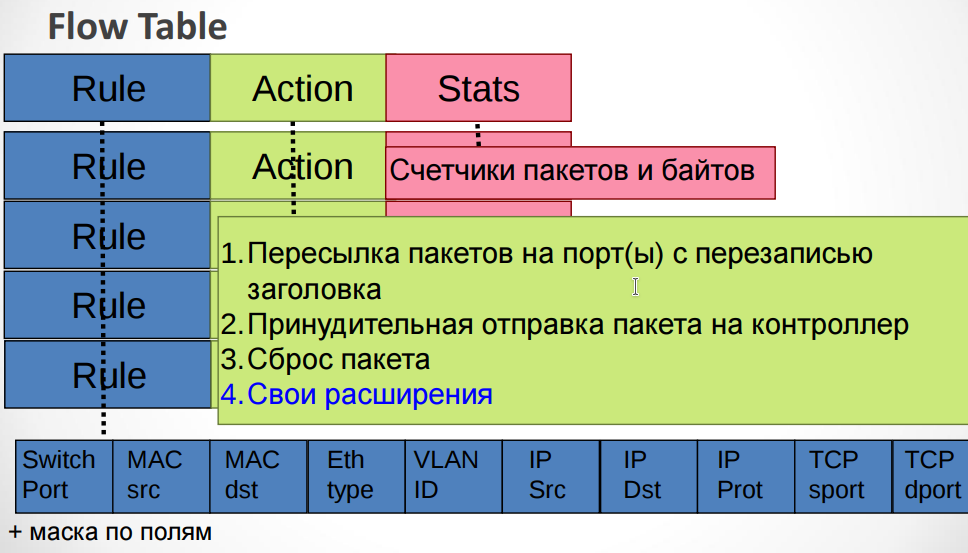 Flow Table
Rule Action Stats
Rule Action Счетчики пакетов и байтов
Rule
Rule
Rule
1. Пересылка пакетов на порт(ы) с перезаписью
заголовка
2. Принудительная отправка пакета на контроллер
3. Сброс пакета
4. Свои расширения
Switch Port
MAC src
MAC dst
Eth type
VLAN ID
IP Src
IP Dst
IP Prot
TCP sport
TCP dport
+ маска по полям